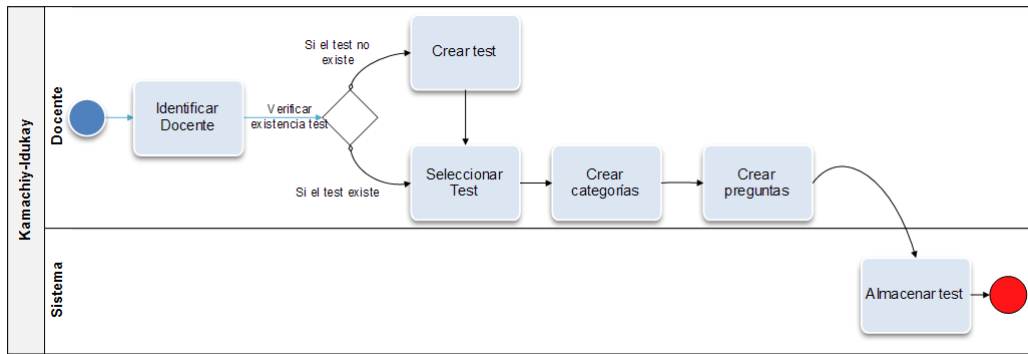 Kamachiy-Idukay
Docente
Identificar
Docente
Verificar
existencia test
Si el test no
existe
Crear test
Si el test existe
Seleccionar
Test
Crear
categorías
Crear
preguntas
Sistema
Almacenar test